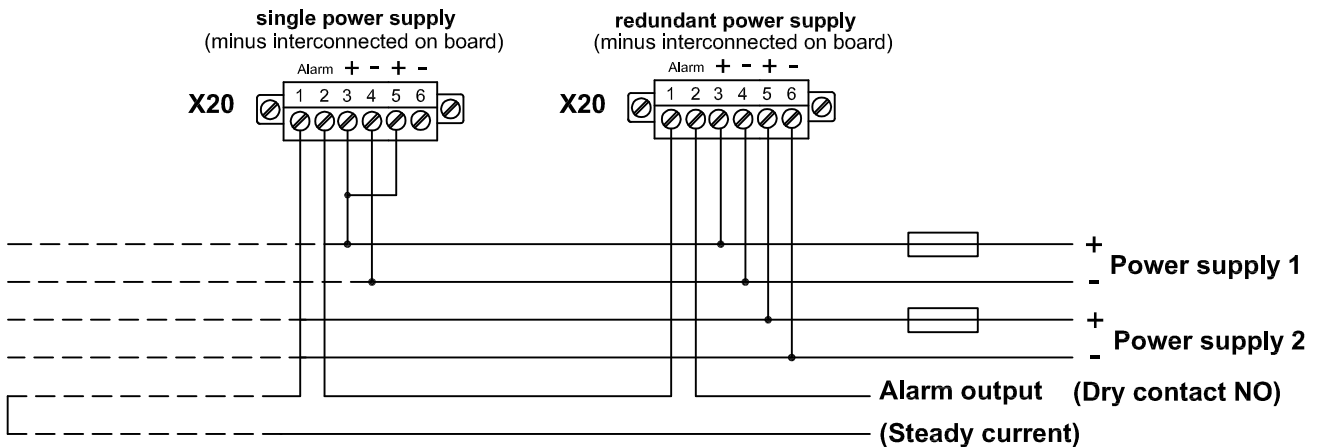 single power supply
(minus interconnected on board)
Alarm + - + -
X20
1 2 3 4 5 6
redundant power supply
(minus interconnected on board)
Alarm + - + -
X20
1 2 3 4 5 6
+
Power supply 1
-
+
Power supply 2
-
Alarm output (Dry contact NO)
(Steady current)